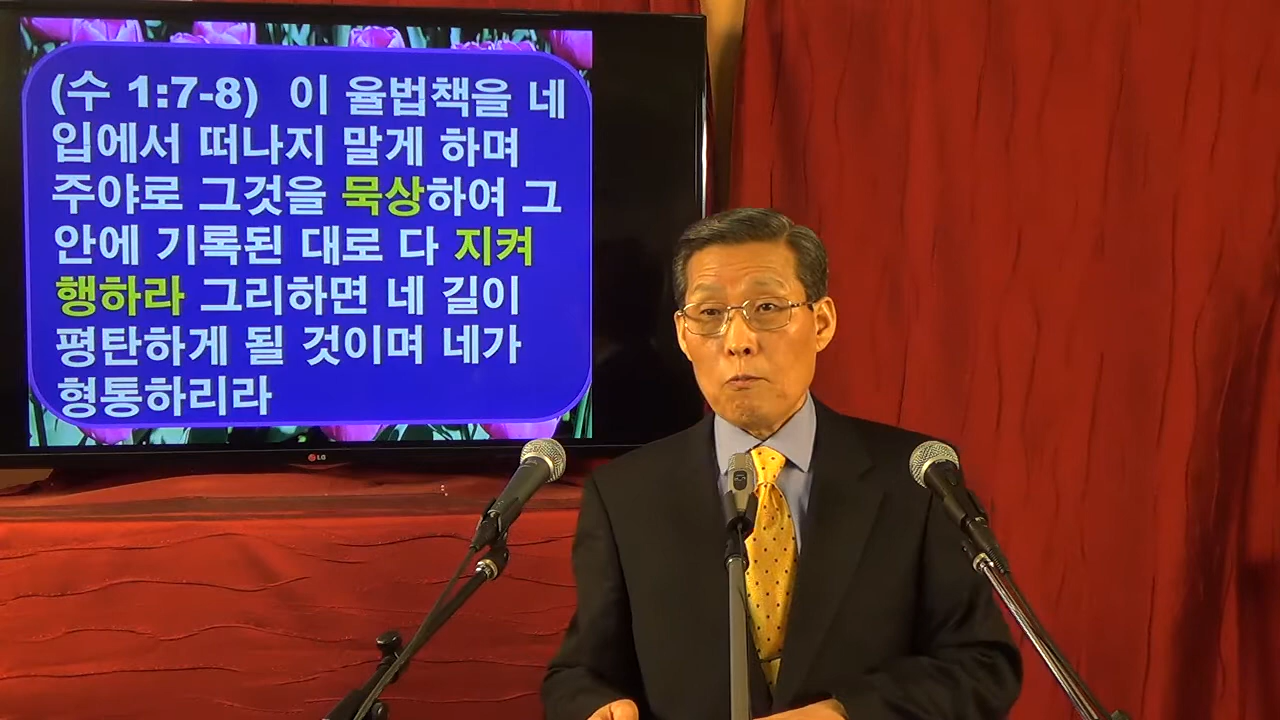 (수 1:7-8) 이 율법책을 네
입에서 떠나지 말게 하며
주야로 그것을 묵상하여 그
안에 기록된 대로 다 지켜
행하라 그리하면 네 길이
평탄하게 될 것이며 네가
형통하리라
LG